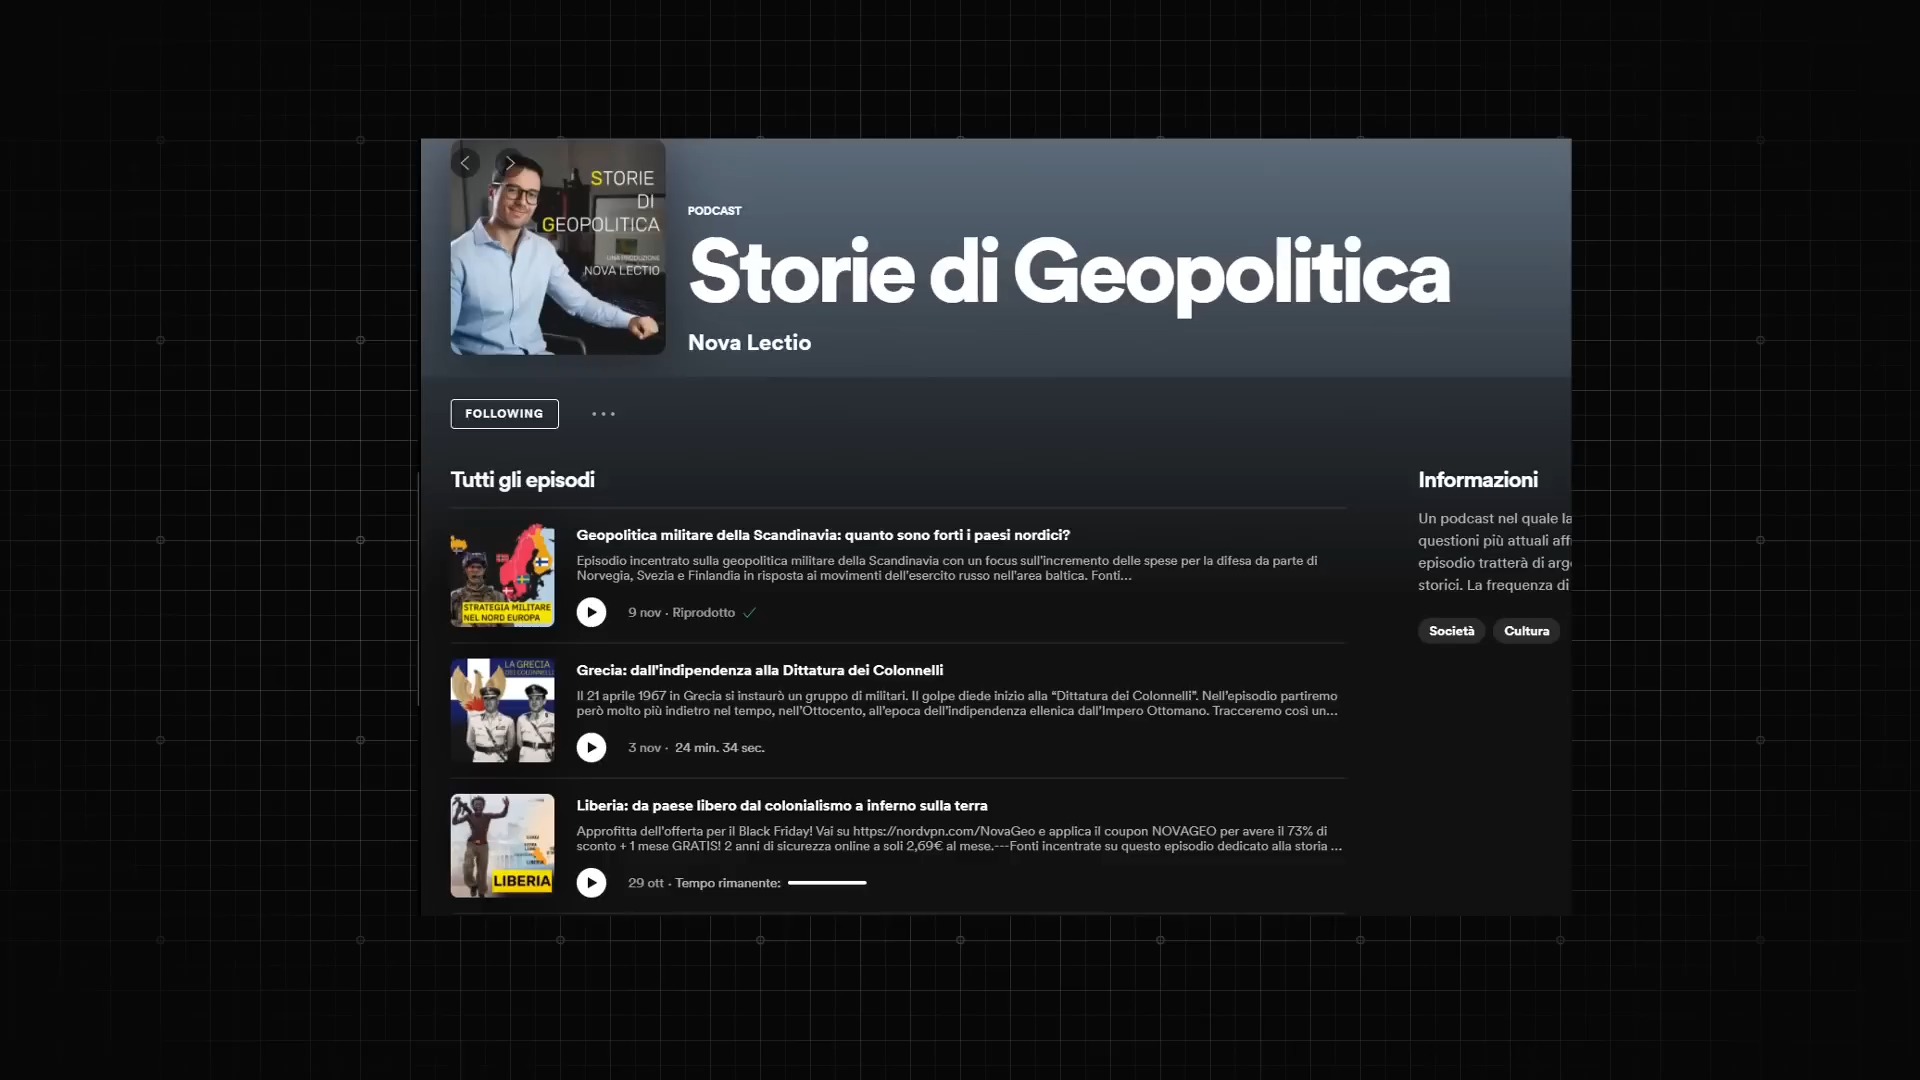 STORIE
DI
GEOPOLITICA
UNA PRODUZIONE
NOVA LECTIO
PODCAST
Storie di Geopolitica
Nova Lectio
FOLLOWING
Tutti gli episodi
Informazioni
Un podcast nel quale la
questioni più attuali aff
episodio tratterà di arg
storici. La frequenza di
Società Cultura
STRATEGIA MILITARE
NEL NORD EUROPA
Geopolitica militare della Scandinavia: quanto sono forti i paesi nordici?
Episodio incentrato sulla geopolitica militare della Scandinavia con un focus sull'incremento delle spese per la difesa da parte di
Norvegia, Svezia e Finlandia in risposta ai movimenti dell'esercito russo nell'area baltica. Fonti...
9 nov · Riprodotto
LA GRECIA
DEI COLONNELLI
Grecia: dall'indipendenza alla Dittatura dei Colonnelli
Il 21 aprile 1967 in Grecia si instaurò un gruppo di militari. Il golpe diede inizio alla “Dittatura dei Colonnelli”. Nell'episodio partiremo
però molto più indietro nel tempo, nell'Ottocento, all'epoca dell'indipendenza ellenica dall'Impero Ottomano. Tracceremo così un...
3 nov · 24 min. 34 sec.
LIBERIA
Liberia: da paese libero dal colonialismo a inferno sulla terra
Approfitta dell'offerta per il Black Friday! Vai su https://nordvpn.com/NovaGeo e applica il coupon NOVAGEO per avere il 73% di
sconto + 1 mese GRATIS! 2 anni di sicurezza online a soli 2,69€ al mese.---Fonti incentrate su questo episodio dedicato alla storia ...
29 ott · Tempo rimanente: